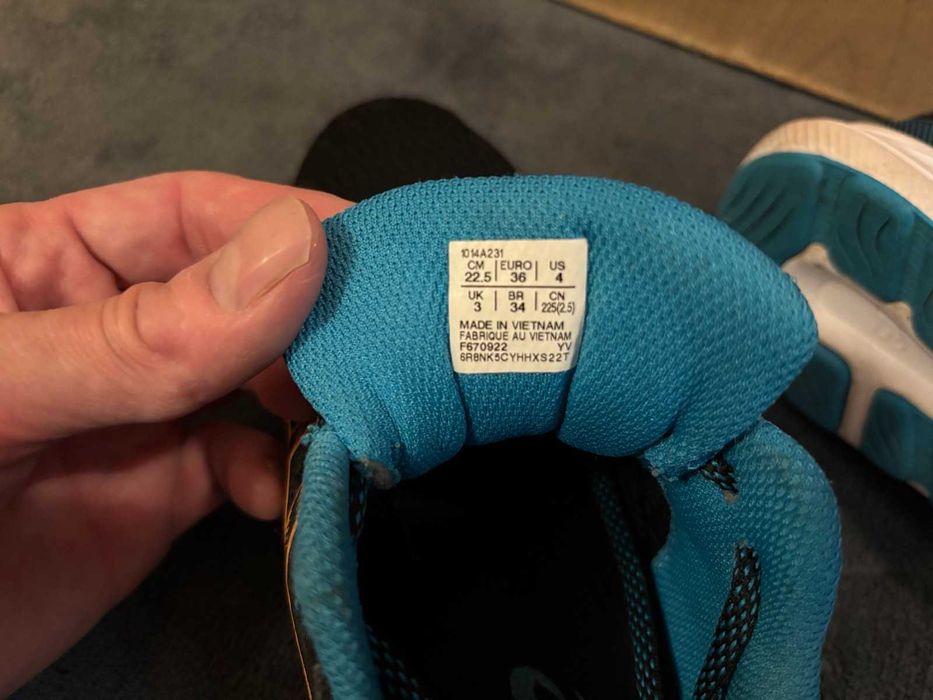 1014A231
CM | EURO | US
22.5 | 36 | 4
UK | BR | CN
3 | 34 | 225(2.5)
MADE IN VIETNAM
FABRIQUE AU VIETNAM
F670922 YV
6R8NK5CYHHXS22T